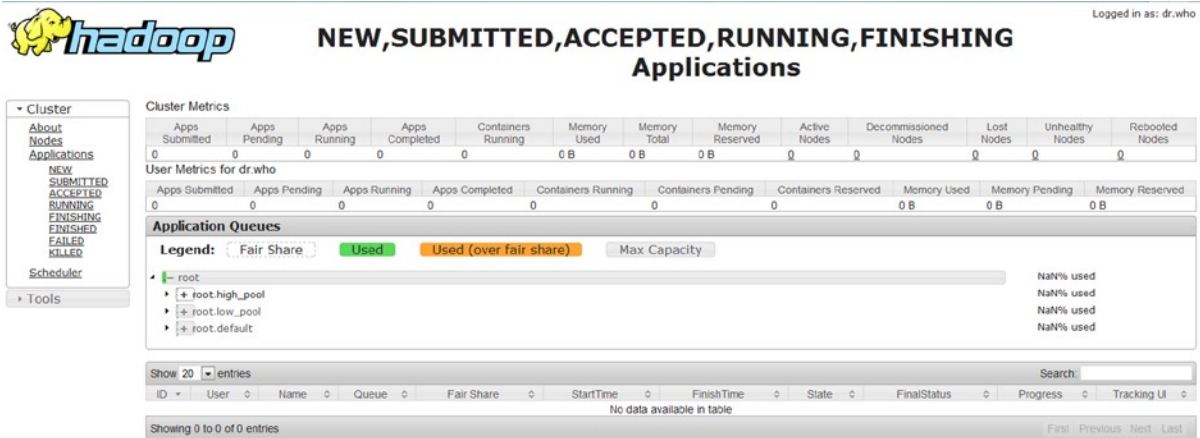 Logged in as: dr.who
hadoop
NEW,SUBMITTED,ACCEPTED,RUNNING,FINISHING
Applications
Cluster
About
Nodes
Applications
NEW
SUBMITTED
ACCEPTED
RUNNING
FINISHING
FINISHED
FAILED
KILLED
Scheduler
Tools
Cluster Metrics
Apps Submitted Apps Pending Apps Running Apps Completed Containers Running Memory Used Memory Total Memory Reserved Active Nodes Decommissioned Nodes Lost Nodes Unhealthy Nodes Rebooted Nodes
0 0 0 0 0 0 B 0 B 0 B 0 0 0 0 0
User Metrics for dr.who
Apps Submitted Apps Pending Apps Running Apps Completed Containers Running Containers Pending Containers Reserved Memory Used Memory Pending Memory Reserved
0 0 0 0 0 0 0 0 B 0 B 0 B
Application Queues
Legend: Fair Share Used Used (over fair share) Max Capacity
- root NaN% used
+ root.high_pool NaN% used
+ root.low_pool NaN% used
+ root.default NaN% used
Show 20 entries Search:
ID User Name Queue Fair Share StartTime FinishTime State FinalStatus Progress Tracking UI
No data available in table
Showing 0 to 0 of 0 entries First Previous Next Last